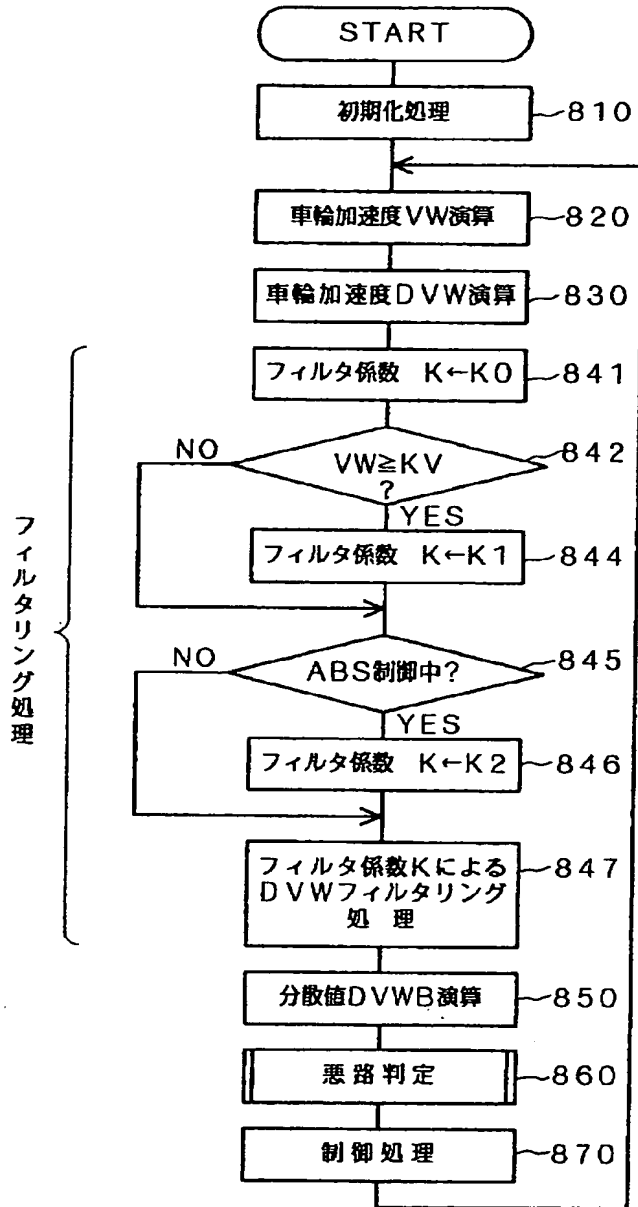 START
初期化処理
810
車輪加速度VW演算
820
車輪加速度DVW演算
830
フィルタ係数 K←K0
841
VW≧KV
?
842
NO
YES
フィルタ係数 K←K1
844
ABS制御中?
845
NO
YES
フィルタ係数 K←K2
846
フィルタ係数Kによる
DVWフィルタリング
処理
847
フィルタリング処理
分散値DVWB演算
850
悪路判定
860
制御処理
870